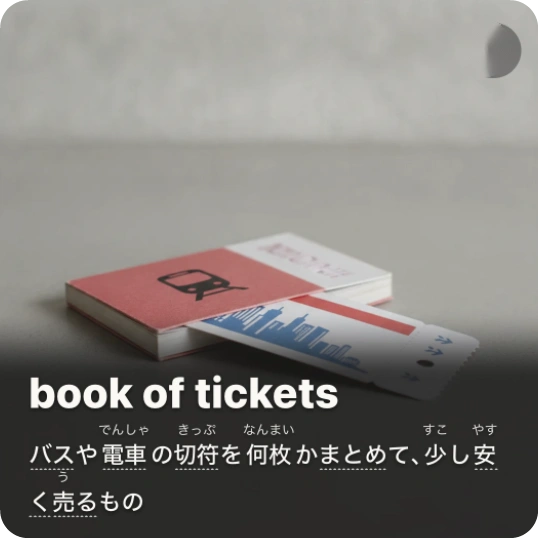 book of tickets
でんしゃ きっぷ なんまい すこ やす
バスや電車の切符を何枚かまとめて、少し安
う
く売るもの